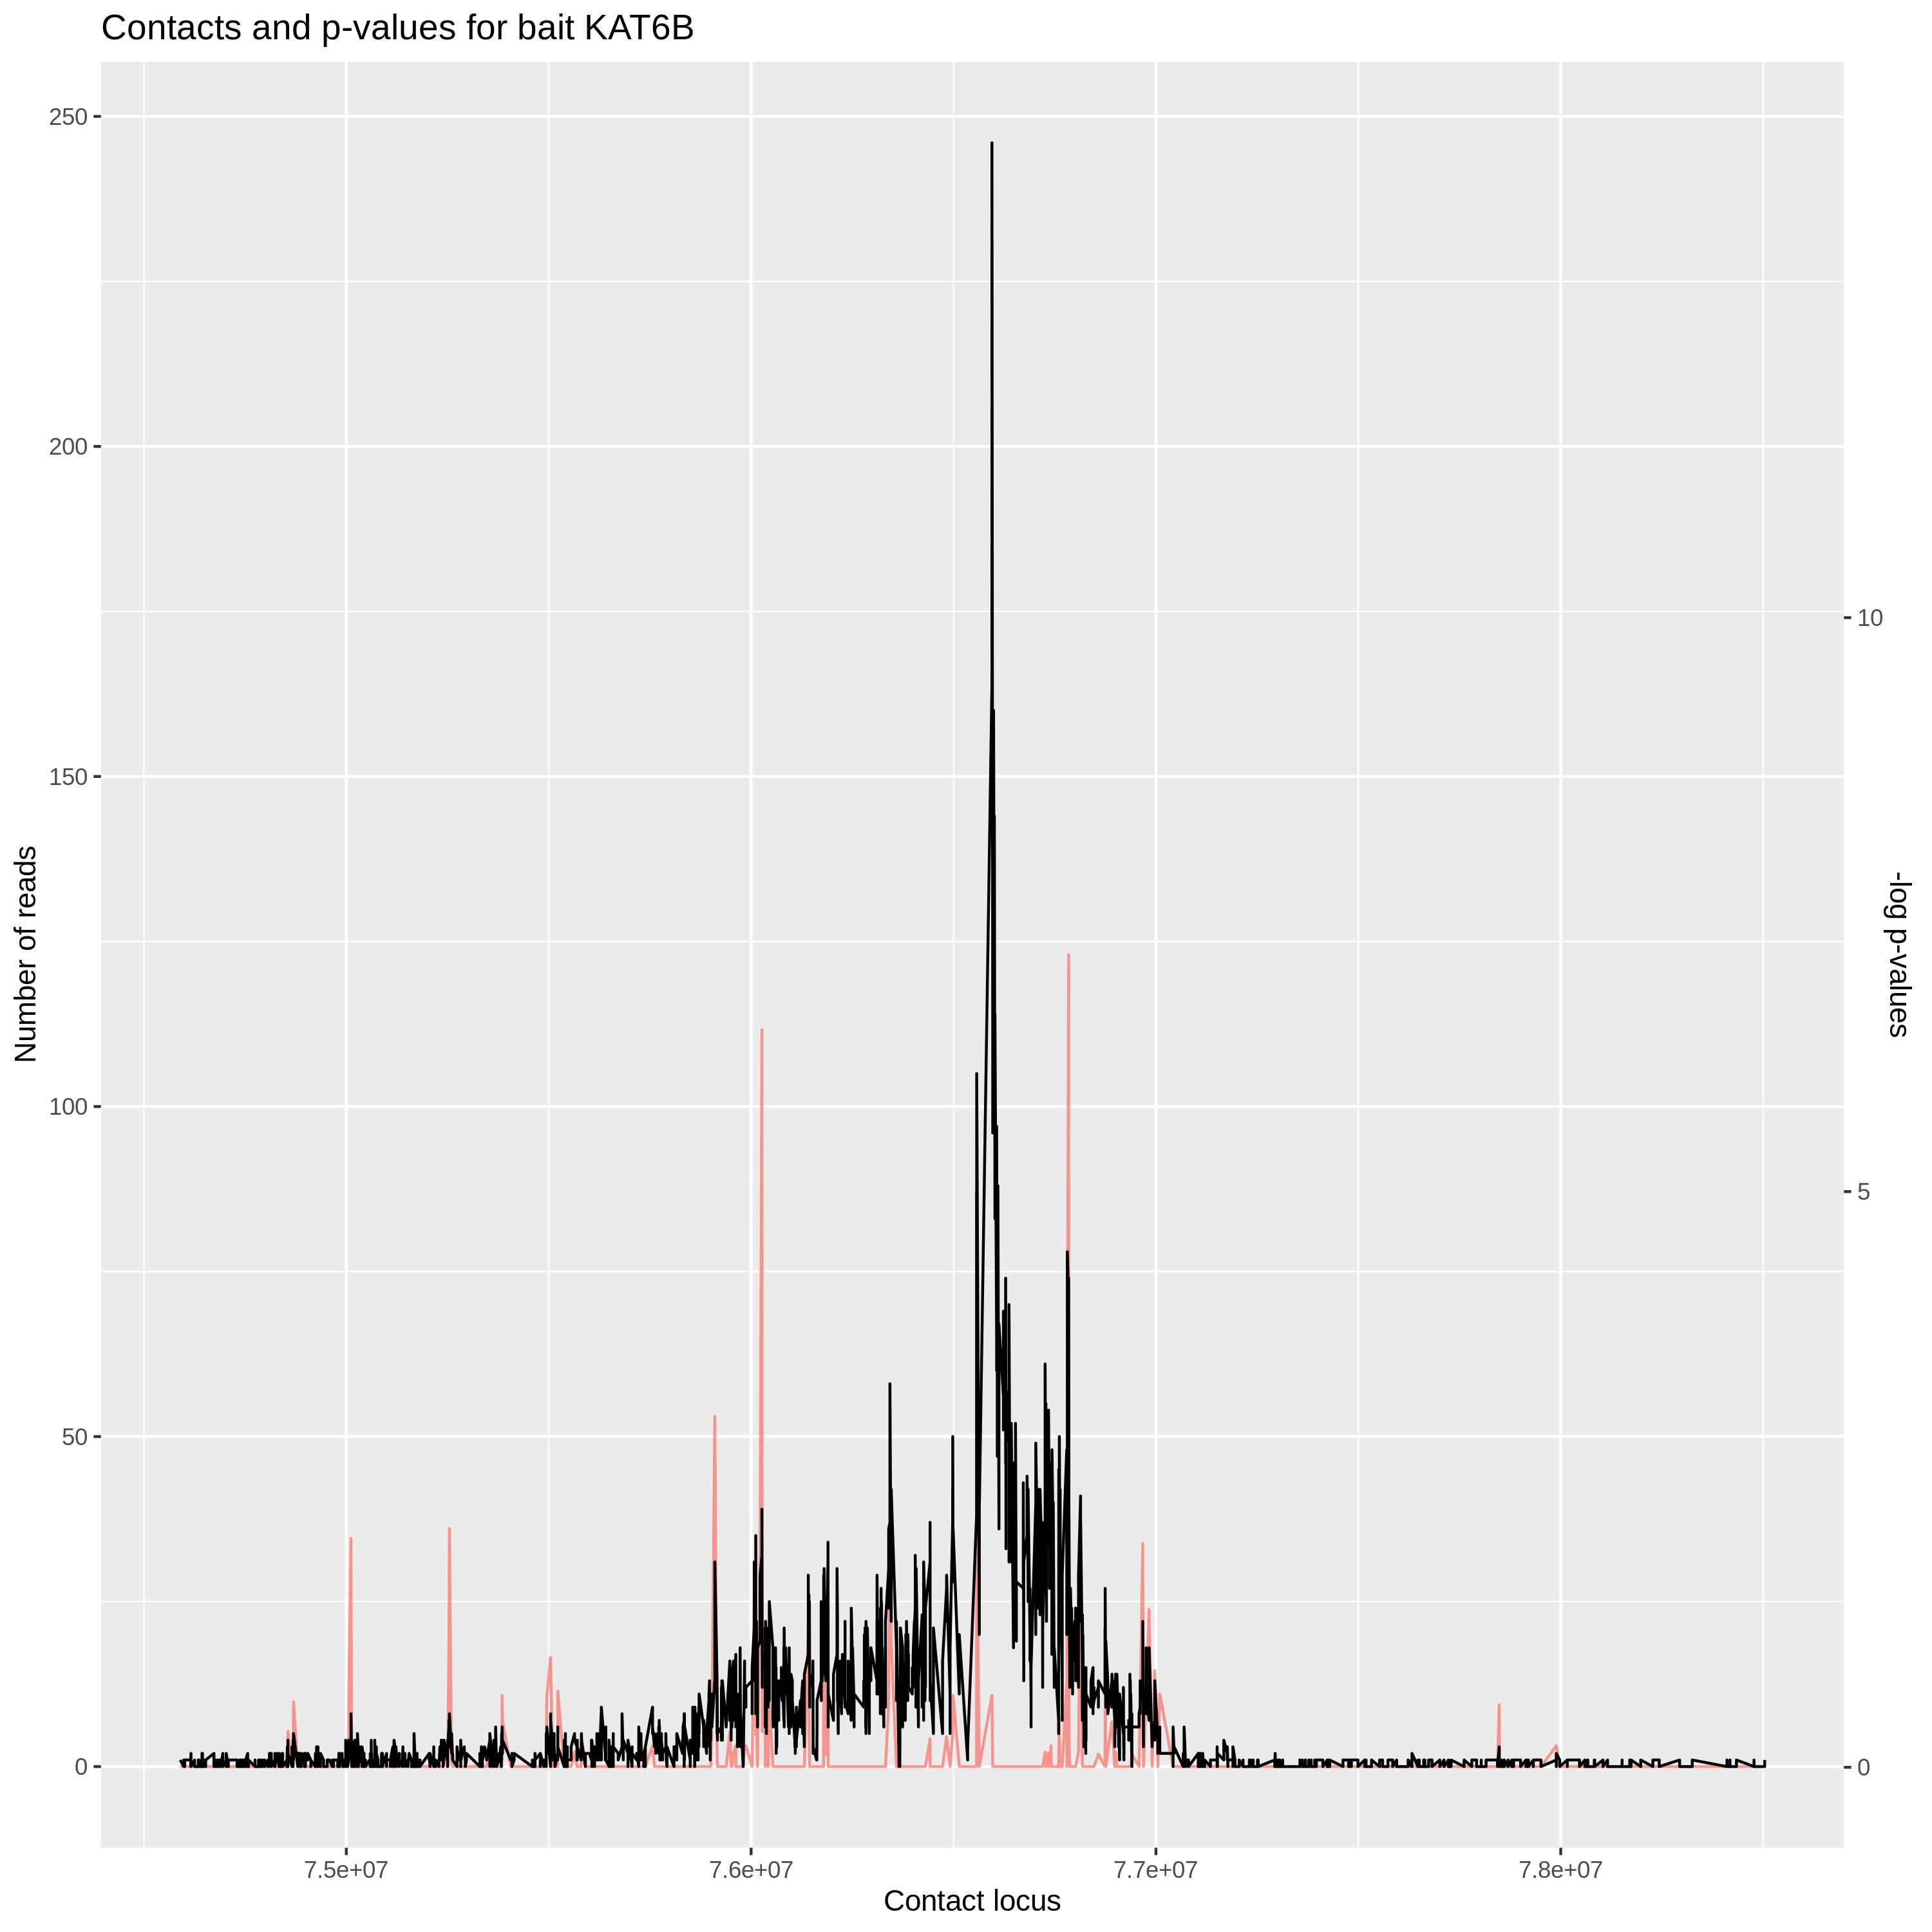 Contacts and p-values for bait KAT6B
250
200
150
100
50
0
Number of reads
10
5
0
-log p-values
7.5e+07
7.6e+07
7.7e+07
7.8e+07
Contact locus